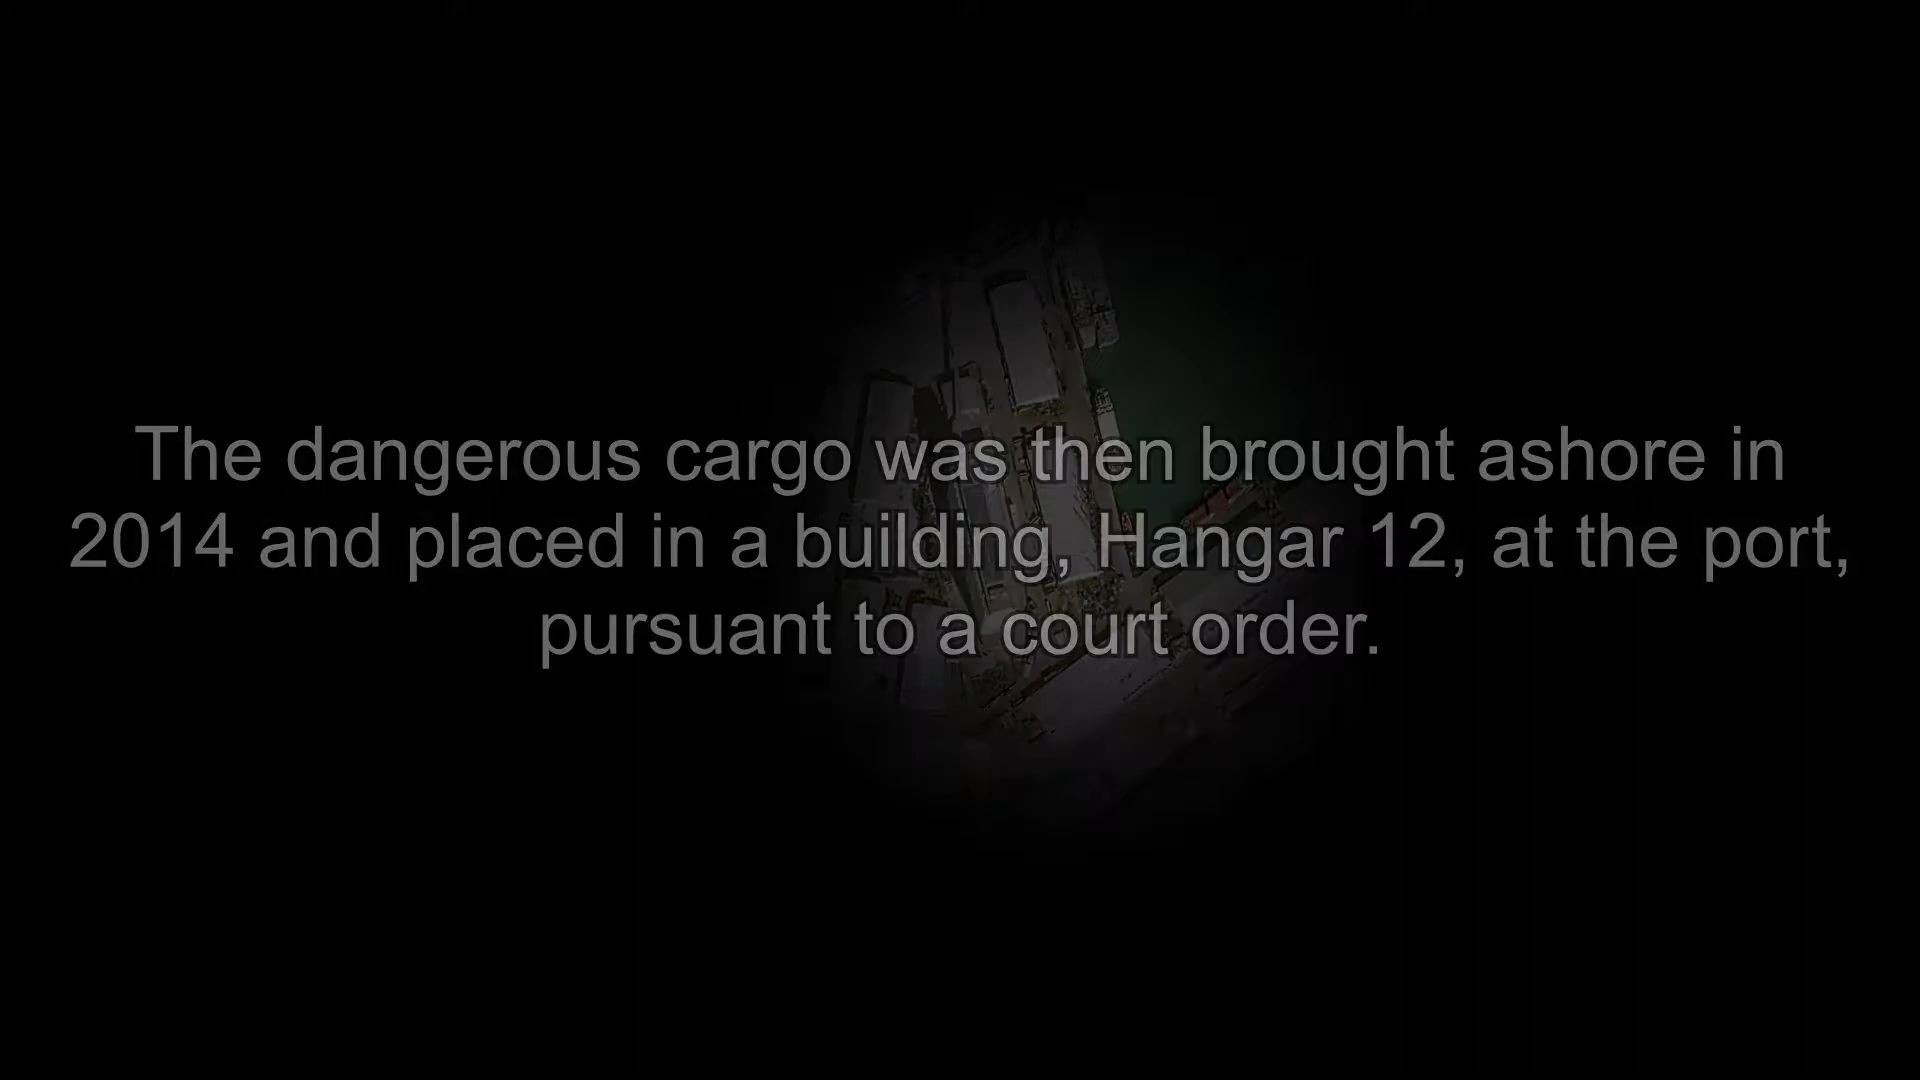 The dangerous cargo was then brought ashore in
2014 and placed in a building, Hangar 12, at the port,
pursuant to a court order.